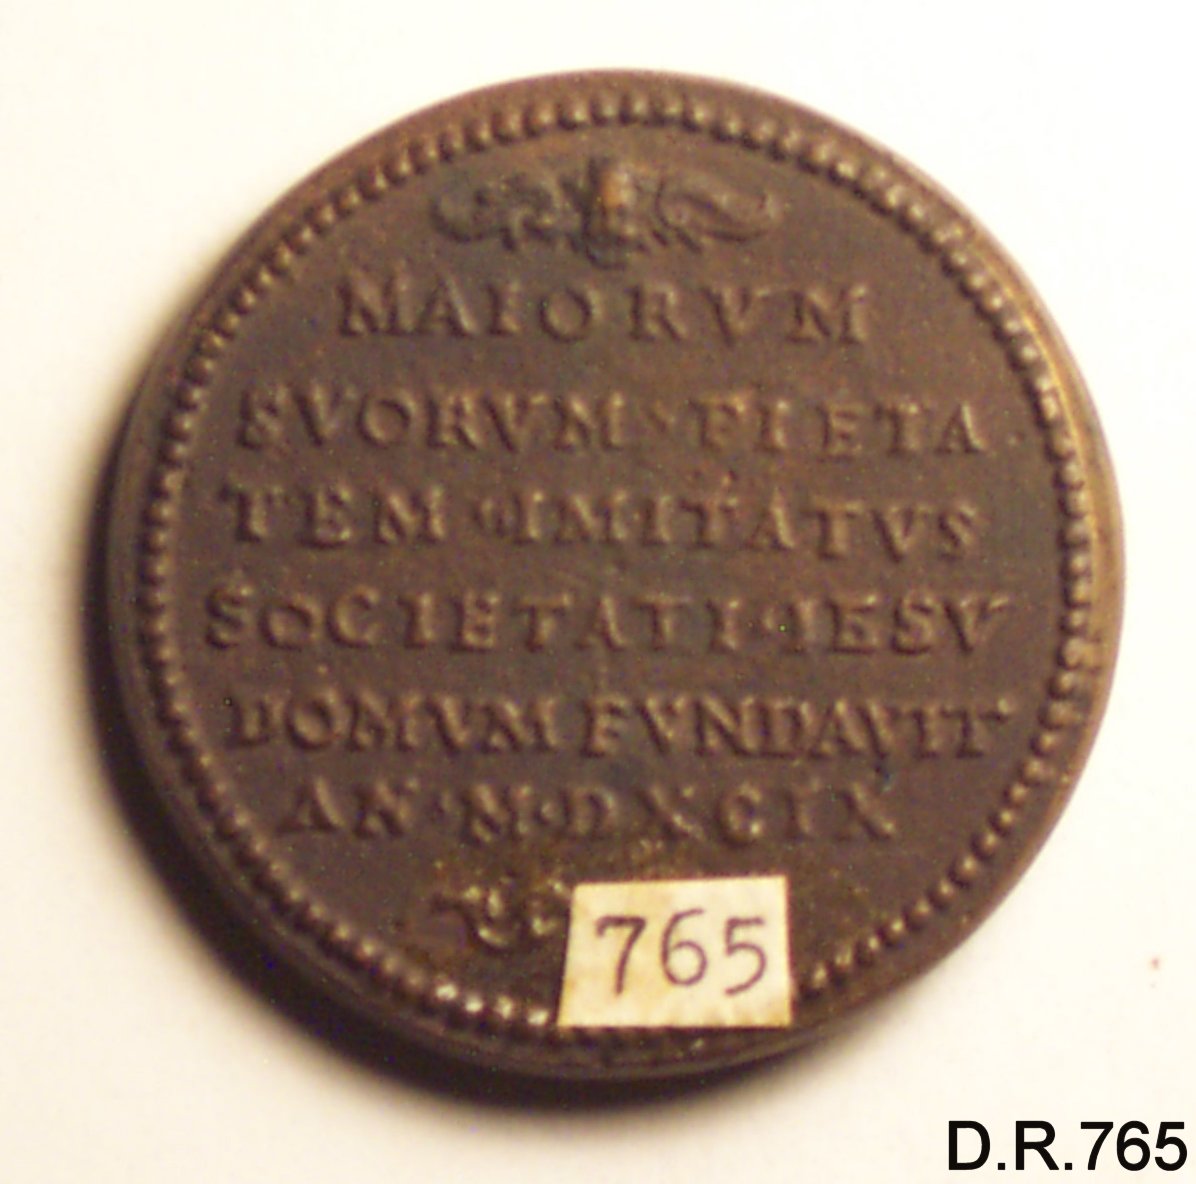 MAIORVM
SVORVM · PIETA
TEM · IMITATVS
SOCIETATI · IESV
DOMVM FVNDAVIT
AN · M · DXCIX
765
D.R.765